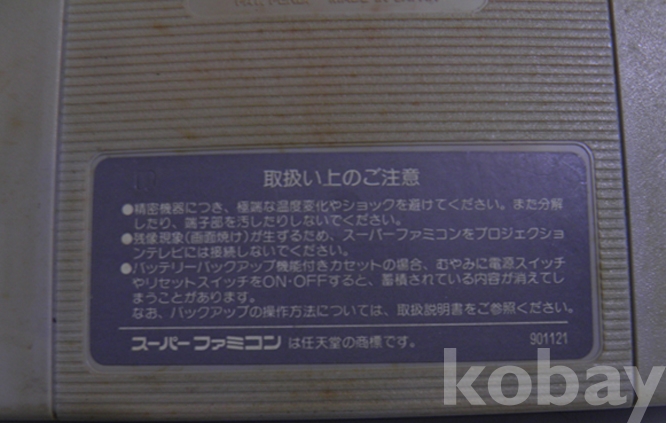 取扱い上のご注意
●精密機器につき、極端な温度変化やショックを避けてください。また分解
したり、端子部を汚したりしないでください。
●残像現象(画面焼け)が生ずるため、スーパーファミコンをプロジェクショ
ンテレビには接続しないでください。
●バッテリーバックアップ機能付きカセットの場合、むやみに電源スイッチ
やリセットスイッチをON・OFFすると、蓄積されている内容が消えてし
まうことがあります。
なお、バックアップの操作方法については、取扱説明書をご参照ください。
スーパーファミコン は任天堂の商標です。 901121
kobay